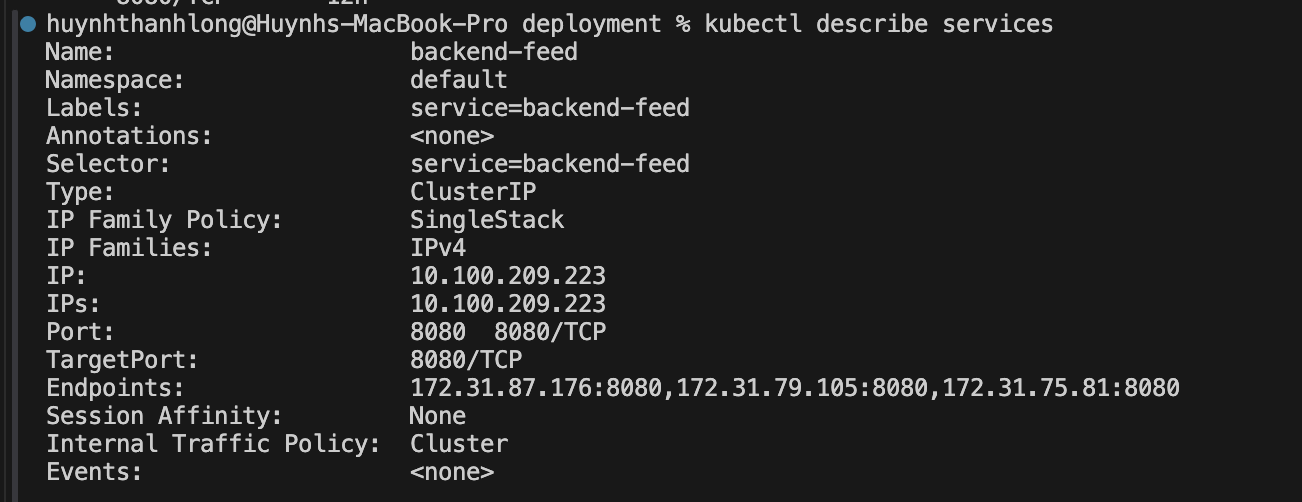 8080/TCP 12h
huynhthanhlong@Huynhs-MacBook-Pro deployment % kubectl describe services
Name: backend-feed
Namespace: default
Labels: service=backend-feed
Annotations: <none>
Selector: service=backend-feed
Type: ClusterIP
IP Family Policy: SingleStack
IP Families: IPv4
IP: 10.100.209.223
IPs: 10.100.209.223
Port: 8080 8080/TCP
TargetPort: 8080/TCP
Endpoints: 172.31.87.176:8080,172.31.79.105:8080,172.31.75.81:8080
Session Affinity: None
Internal Traffic Policy: Cluster
Events: <none>